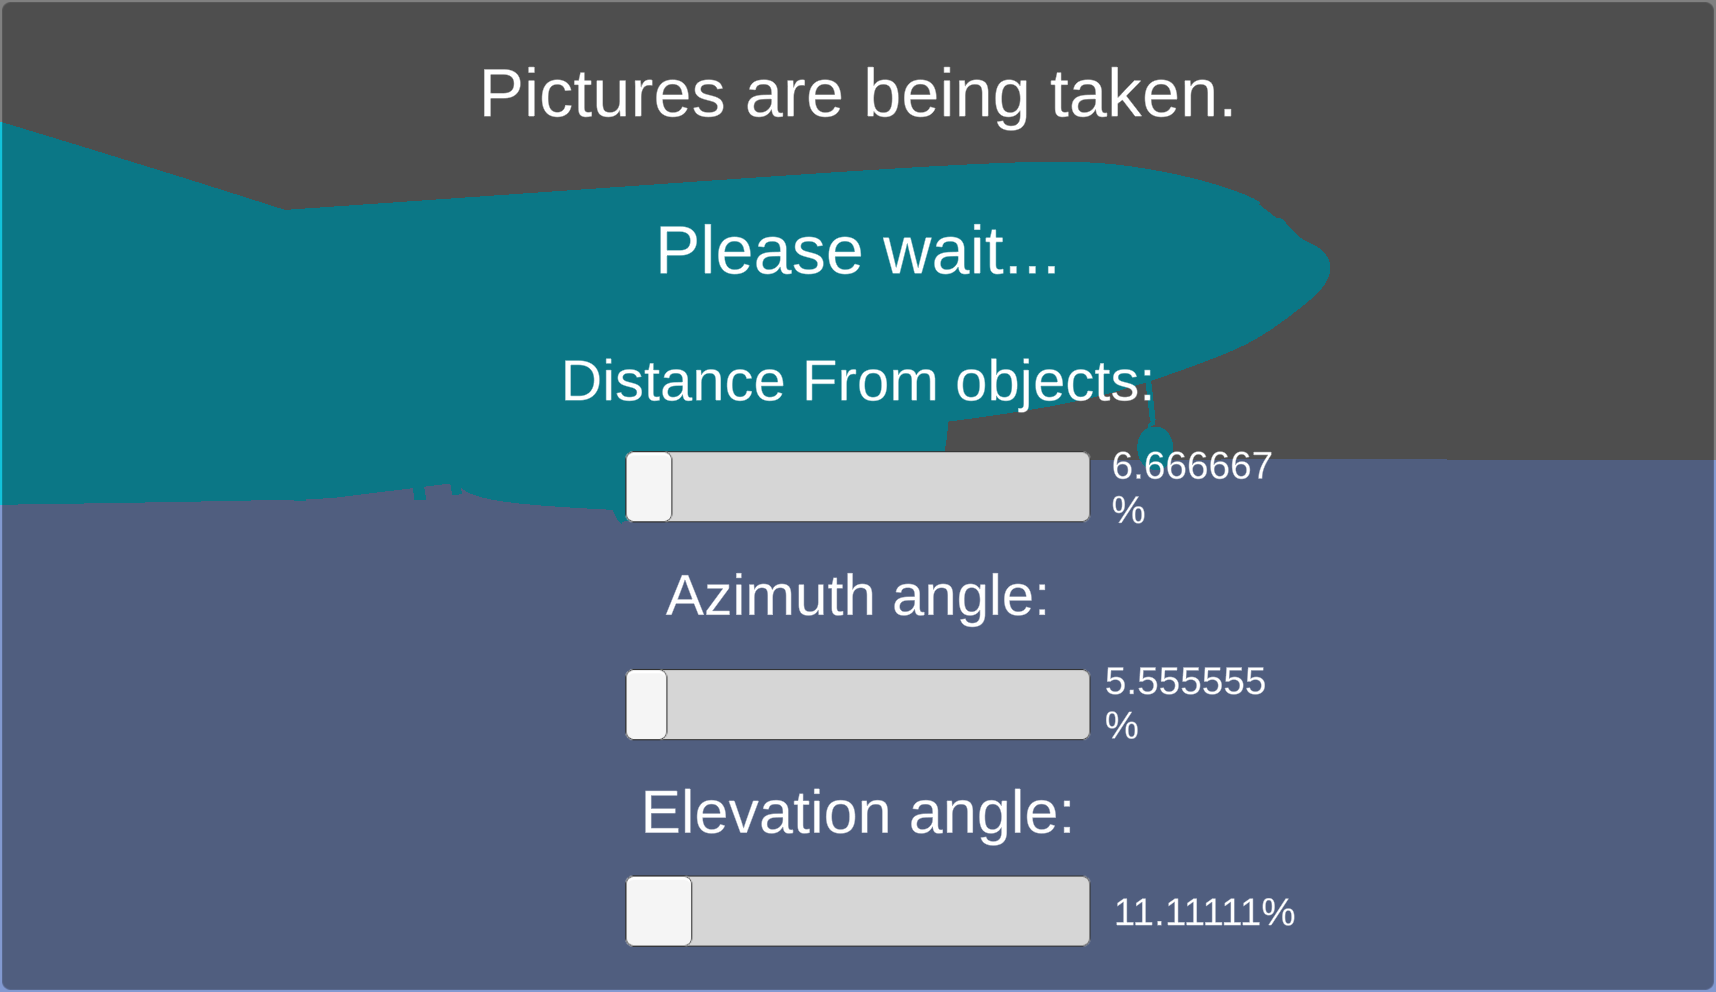 Pictures are being taken.
Please wait...
Distance From objects:
6.666667
%
Azimuth angle:
5.555555
%
Elevation angle:
11.11111%